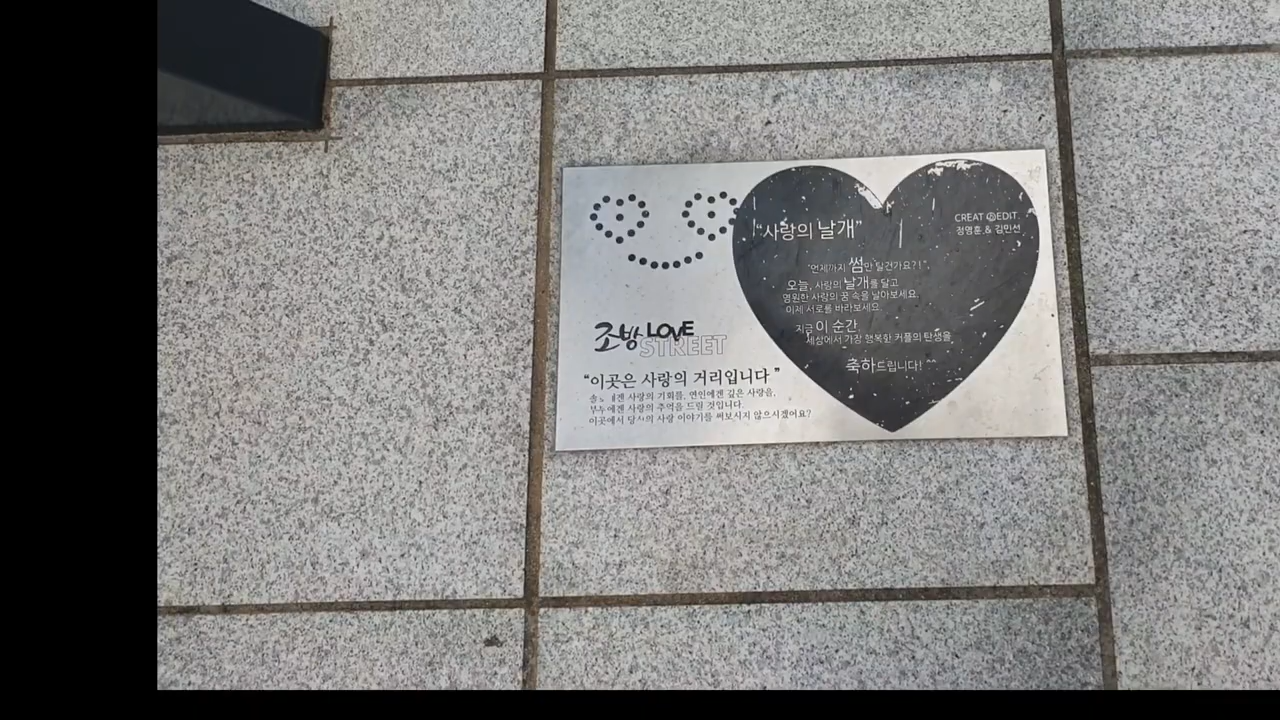 조방 LOVE
STREET
“이곳은 사랑의 거리입니다”
사랑의 기회를, 연인에겐 깊은 사랑을,
부부에겐 사랑의 추억을 드릴 것입니다.
이곳에서 사랑 이야기를 써보시지 않으시겠어요?
“사랑의 날개”
CREAT @EDIT.
정영훈 & 김민선
"언제까지 썸만 탈건가요?!",
오늘, 사랑의 날개를 달고
영원한 사랑의 꿈 속을 날아보세요.
이제 서로를 바라보세요.
지금 이 순간,
세상에서 가장 행복한 커플의 탄생을
축하드립니다! ^^